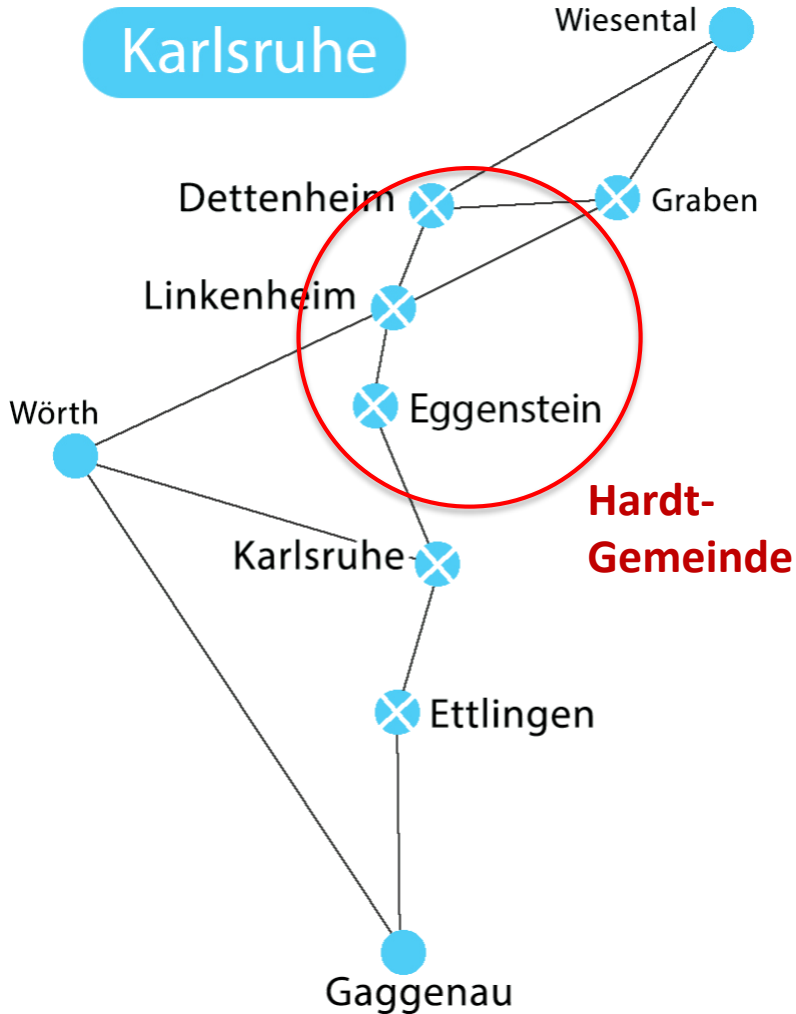 Karlsruhe
Wiesental
Dettenheim
Graben
Linkenheim
Wörth
Eggenstein
Hardt-
Gemeinde
Karlsruhe
Ettlingen
Gaggenau